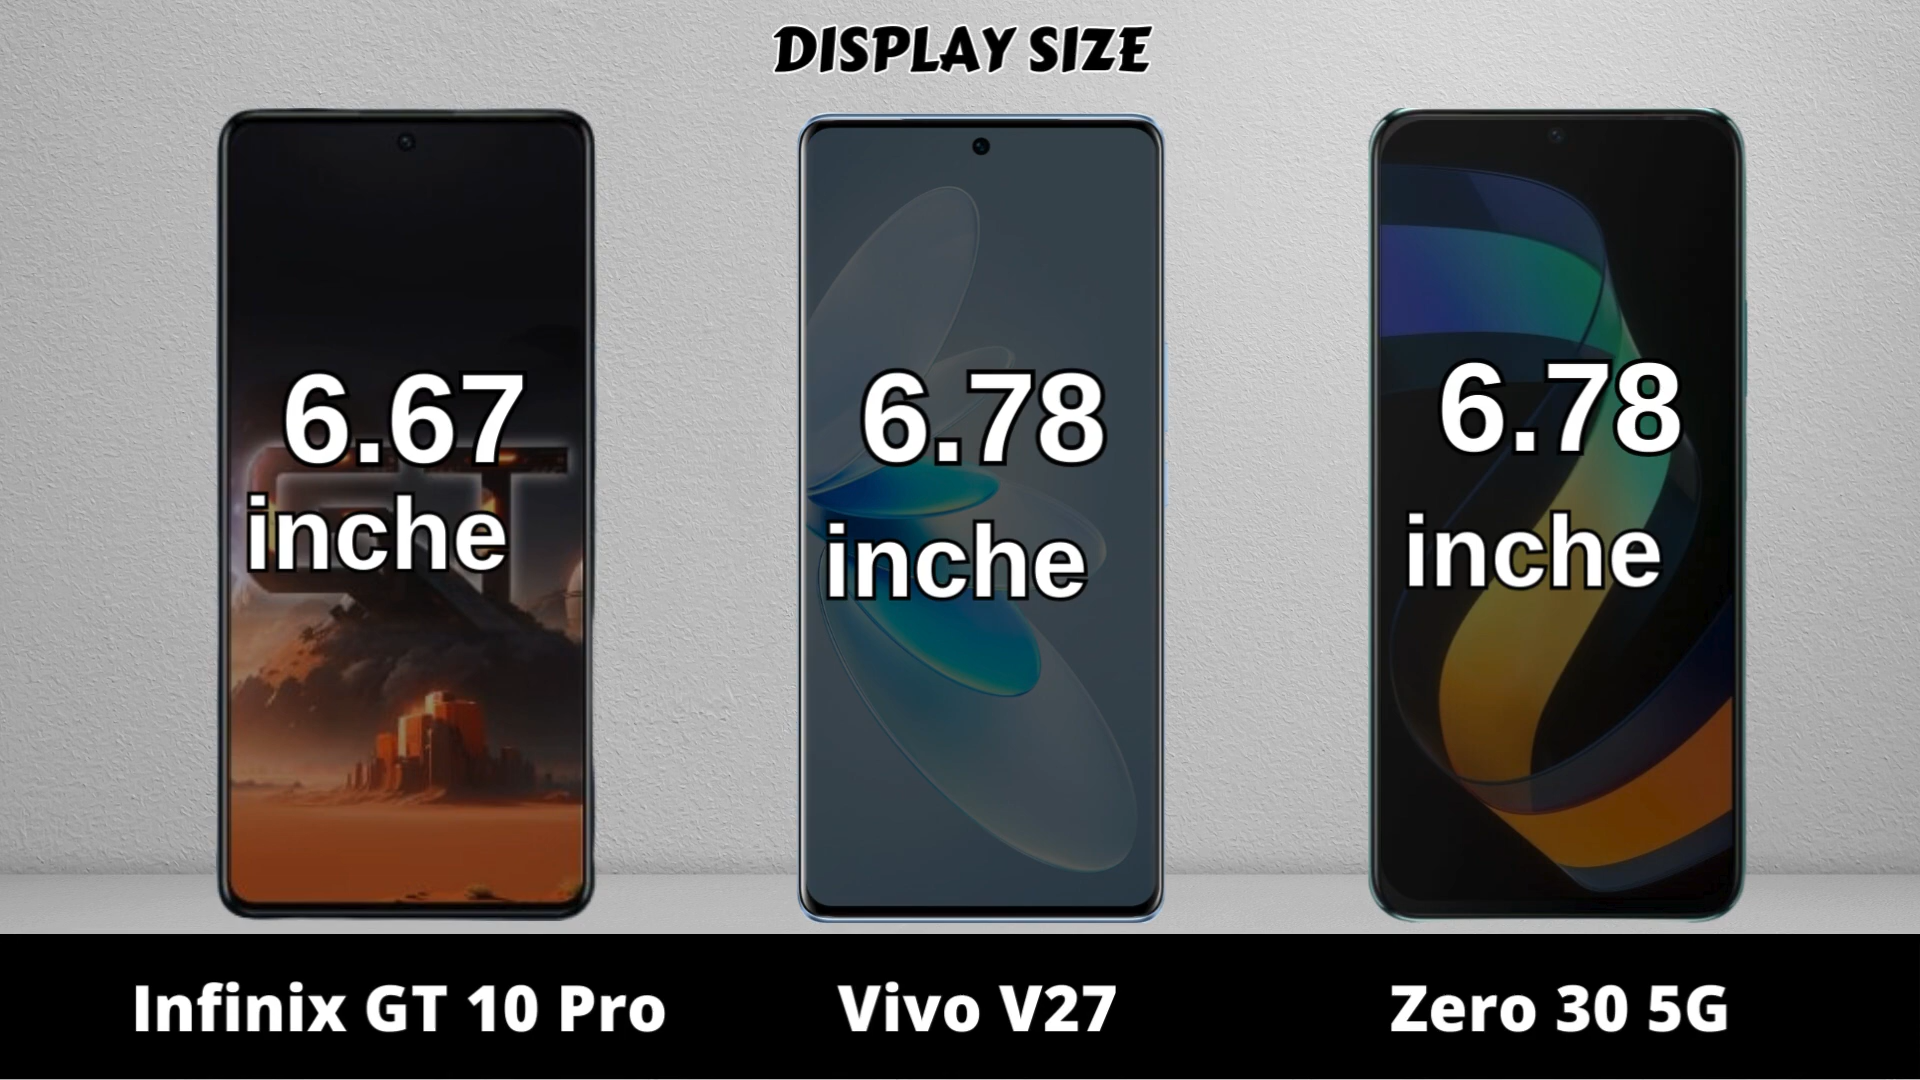 DISPLAY SIZE
6.67
inche
6.78
inche
6.78
inche
GT
Infinix GT 10 Pro
Vivo V27
Zero 30 5G